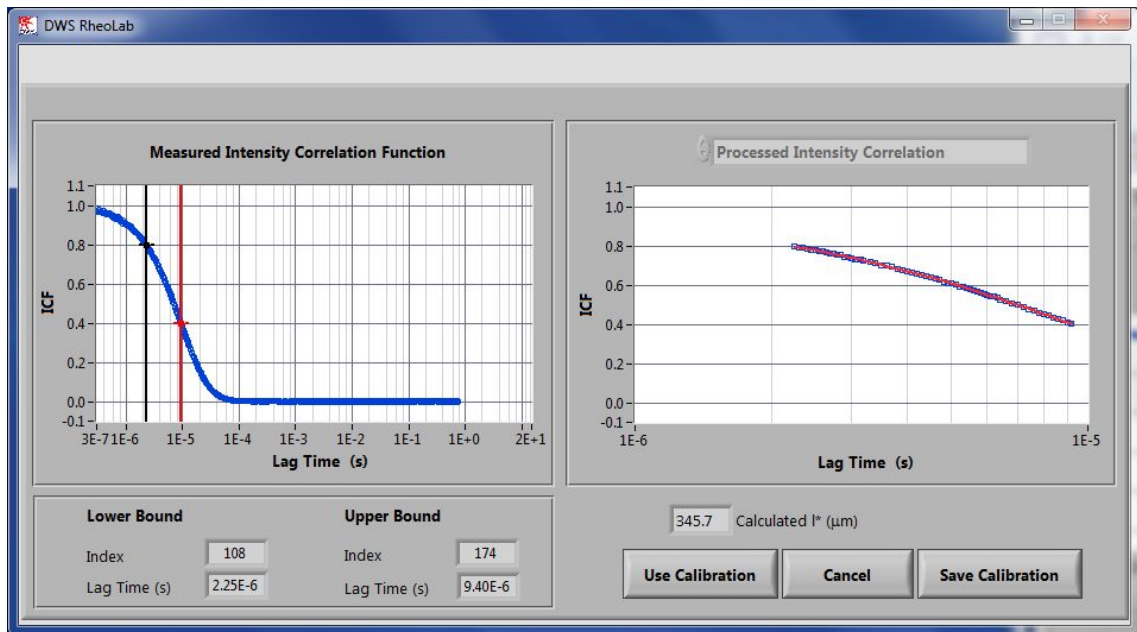 DWS RheoLab
Measured Intensity Correlation Function
1.1
1.0
0.8
0.6
0.4
0.2
0.0
-0.1
ICF
3E-7 1E-6 1E-5 1E-4 1E-3 1E-2 1E-1 1E+0 2E+1
Lag Time (s)
Processed Intensity Correlation
1.1
1.0
0.8
0.6
0.4
0.2
0.0
-0.1
ICF
1E-6 1E-5
Lag Time (s)
Lower Bound Upper Bound
Index 108 Index 174
Lag Time (s) 2.25E-6 Lag Time (s) 9.40E-6
345.7 Calculated l* (µm)
Use Calibration Cancel Save Calibration